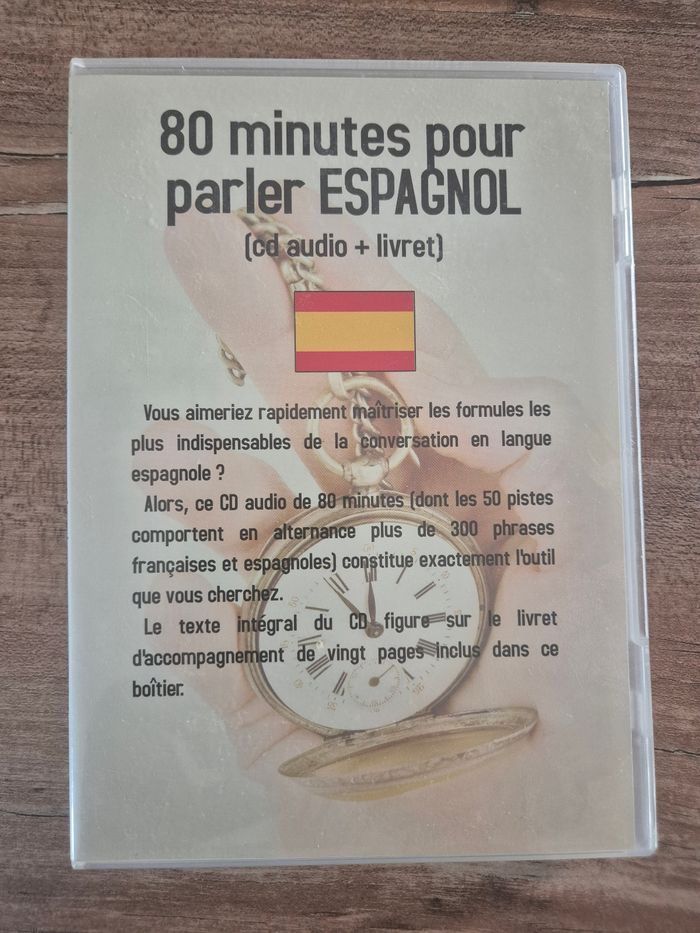 80 minutes pour
parler ESPAGNOL
(cd audio + livret)
Vous aimeriez rapidement maîtriser les formules les
plus indispensables de la conversation en langue
espagnole ?
Alors, ce CD audio de 80 minutes (dont les 50 pistes
comportent en alternance plus de 300 phrases
françaises et espagnoles) constitue exactement l'outil
que vous cherchez.
Le texte intégral du CD figure sur le livret
d'accompagnement de vingt pages inclus dans ce
boîtier.